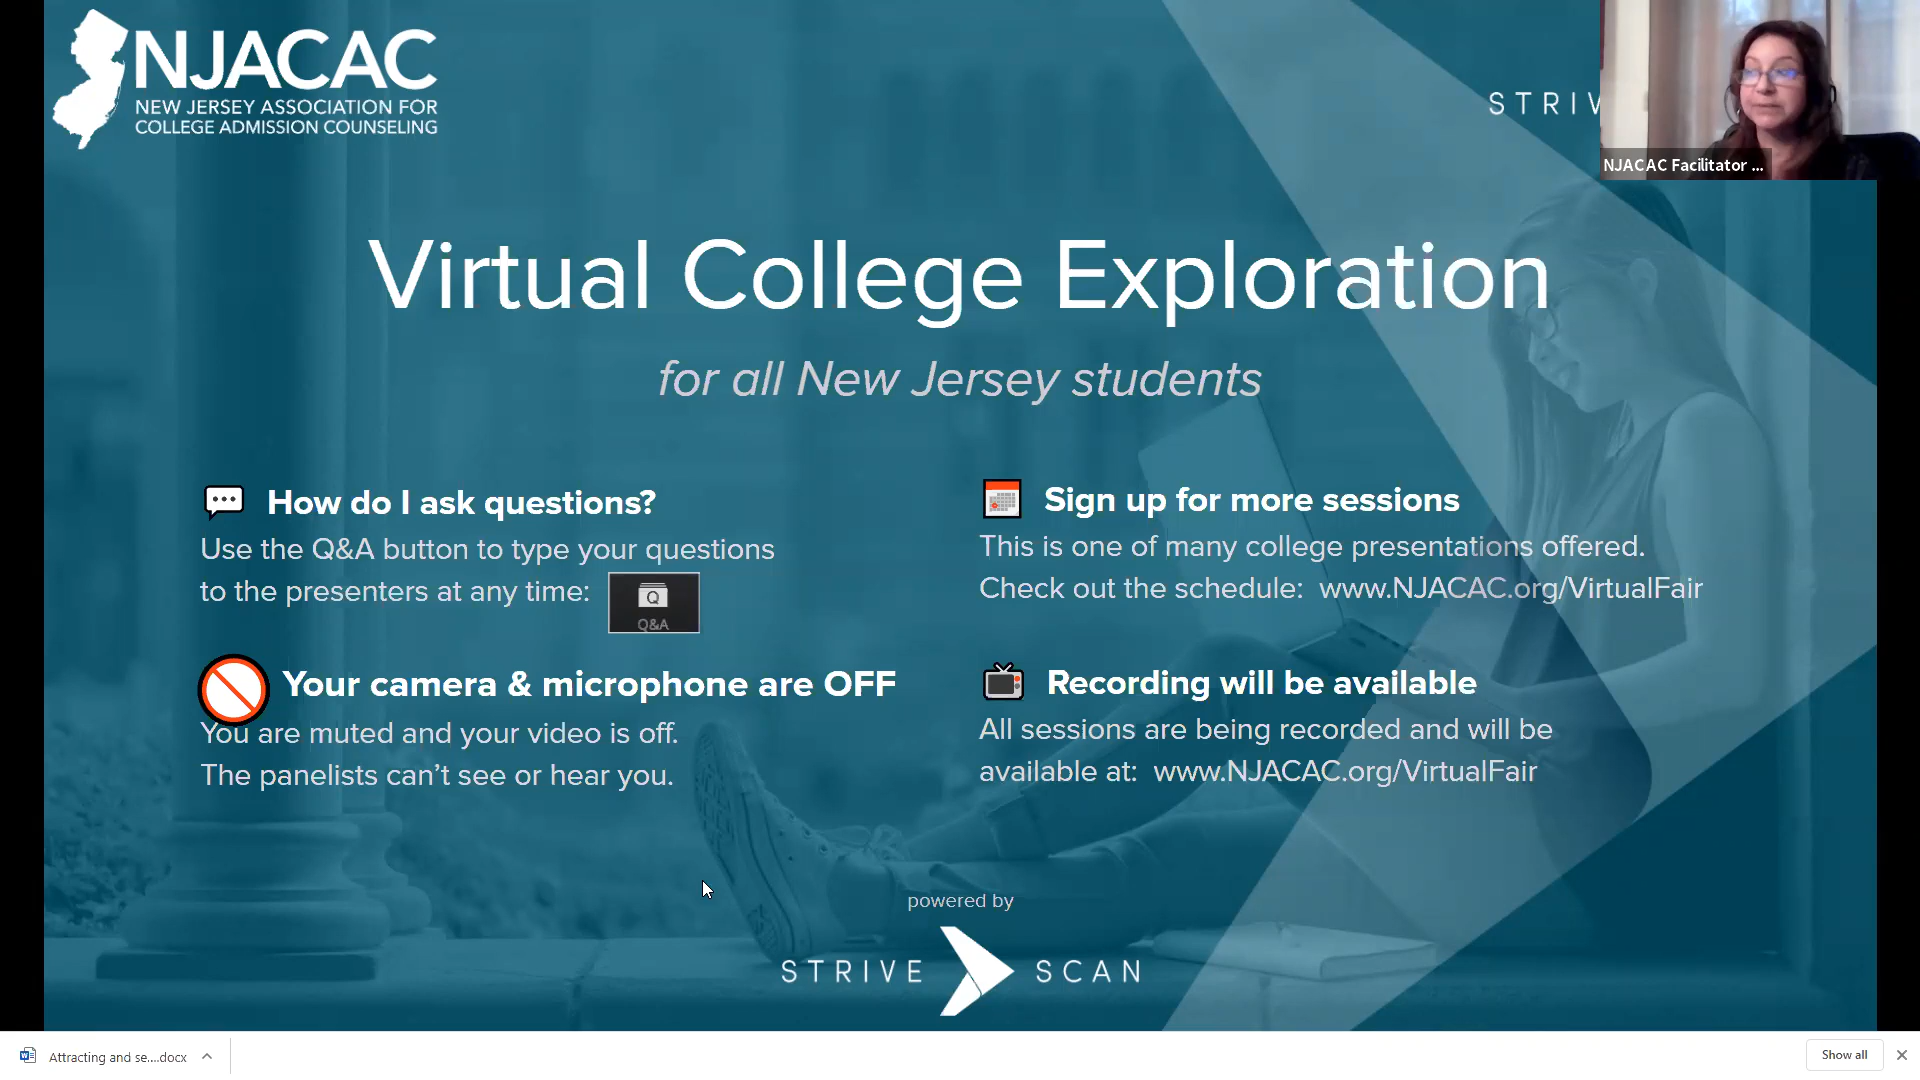 NJACAC
NEW JERSEY ASSOCIATION FOR
COLLEGE ADMISSION COUNSELING
STRIV
NJACAC Facilitator ...
Virtual College Exploration
for all New Jersey students
How do I ask questions?
Use the Q&A button to type your questions
to the presenters at any time:
Q
Q&A
Your camera & microphone are OFF
You are muted and your video is off.
The panelists can’t see or hear you.
Sign up for more sessions
This is one of many college presentations offered.
Check out the schedule: www.NJACAC.org/VirtualFair
Recording will be available
All sessions are being recorded and will be
available at: www.NJACAC.org/VirtualFair
powered by
STRIVE SCAN
Attracting and se....docx
Show all